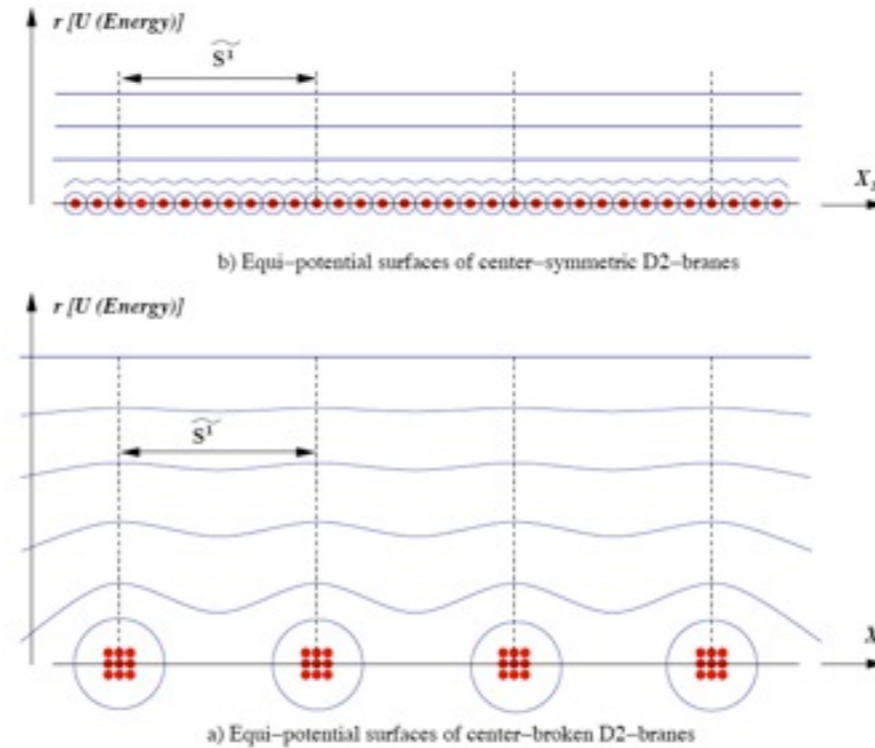 r [U (Energy)]
S¹
X
b) Equi–potential surfaces of center–symmetric D2–branes
r [U (Energy)]
S¹
X
a) Equi–potential surfaces of center–broken D2–branes